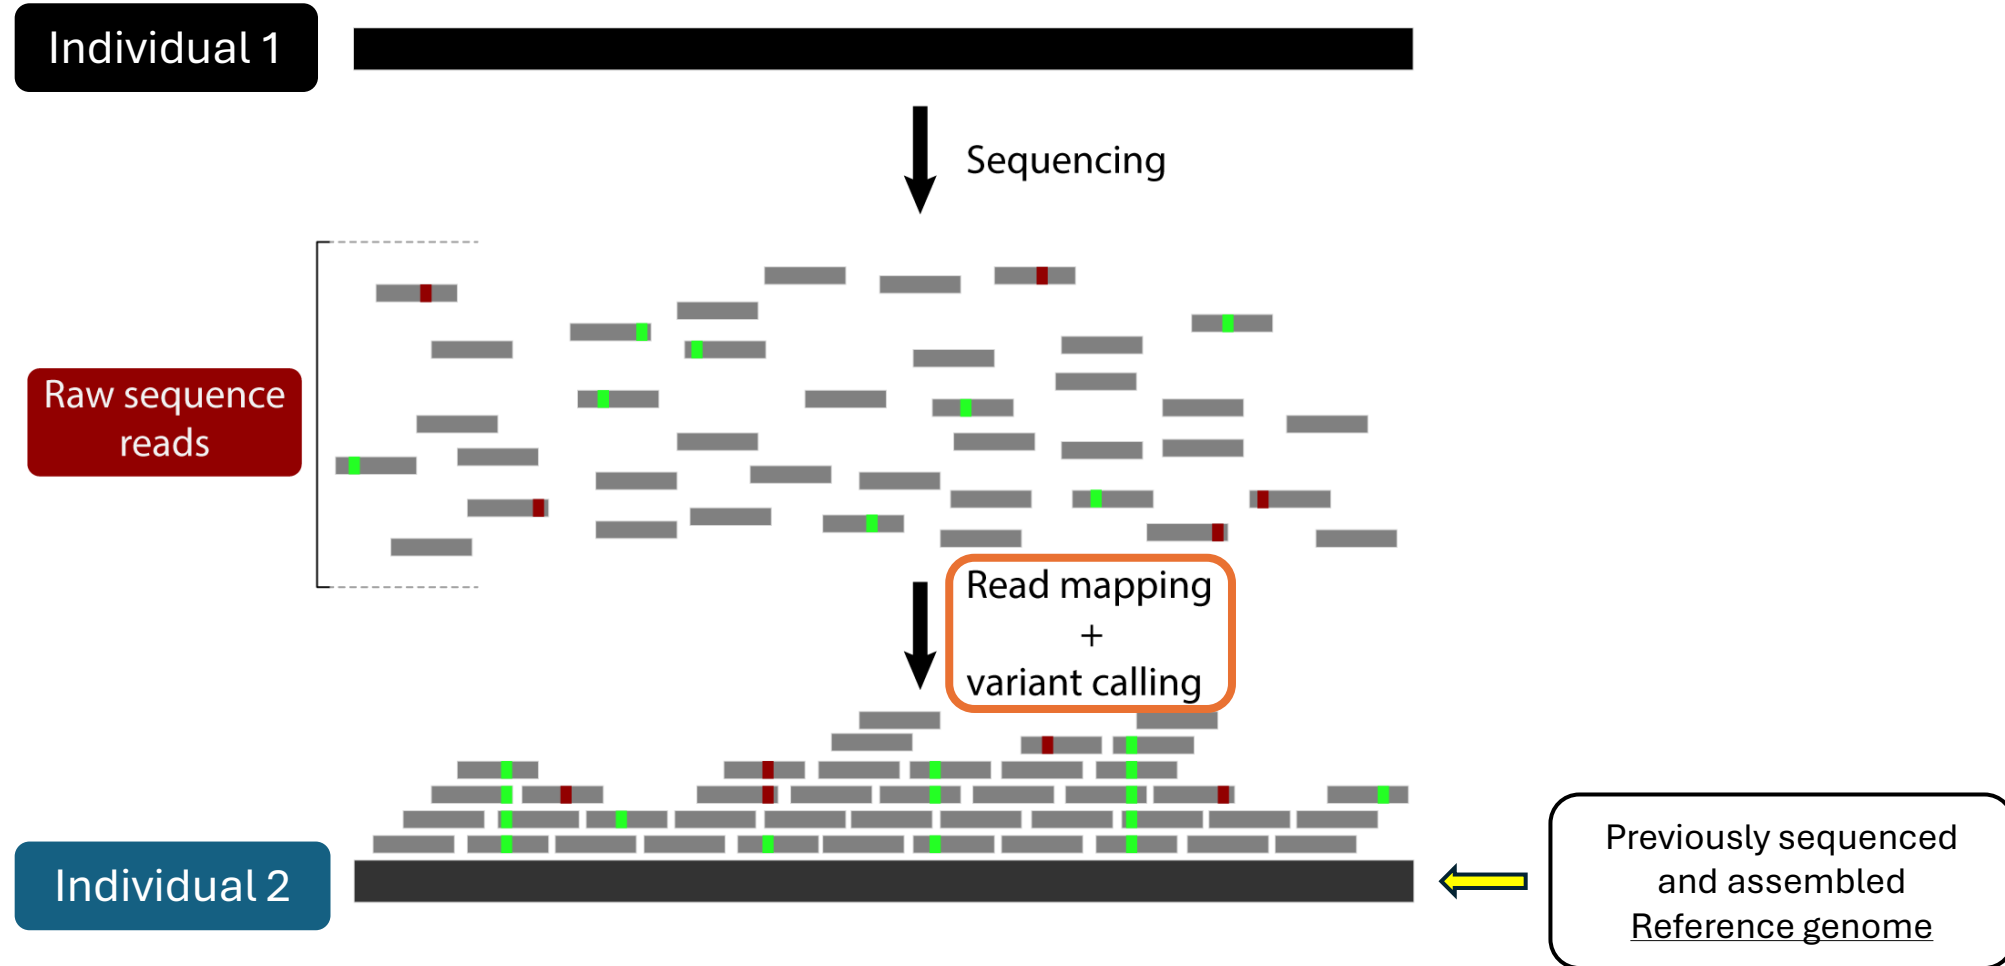 Individual 1
Sequencing
Raw sequence
reads
Read mapping
+
variant calling
Individual 2
Previously sequenced
and assembled
Reference genome